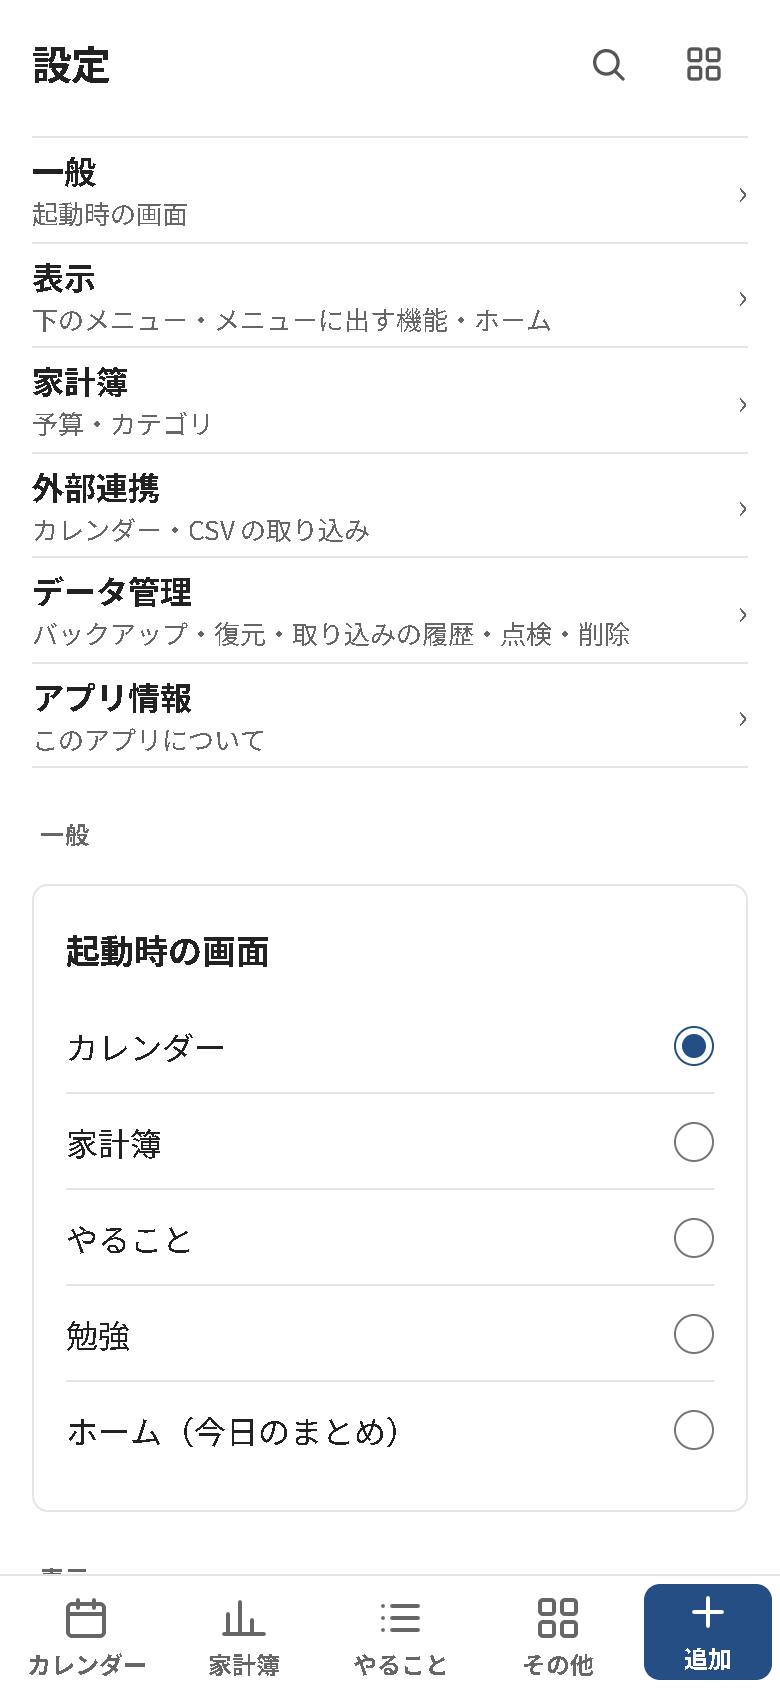 設定
一般
起動時の画面
表示
下のメニュー・メニューに出す機能・ホーム
家計簿
予算・カテゴリ
外部連携
カレンダー・CSV の取り込み
データ管理
バックアップ・復元・取り込みの履歴・点検・削除
アプリ情報
このアプリについて
一般
起動時の画面
カレンダー
家計簿
やること
勉強
ホーム（今日のまとめ）
カレンダー
家計簿
やること
その他
追加